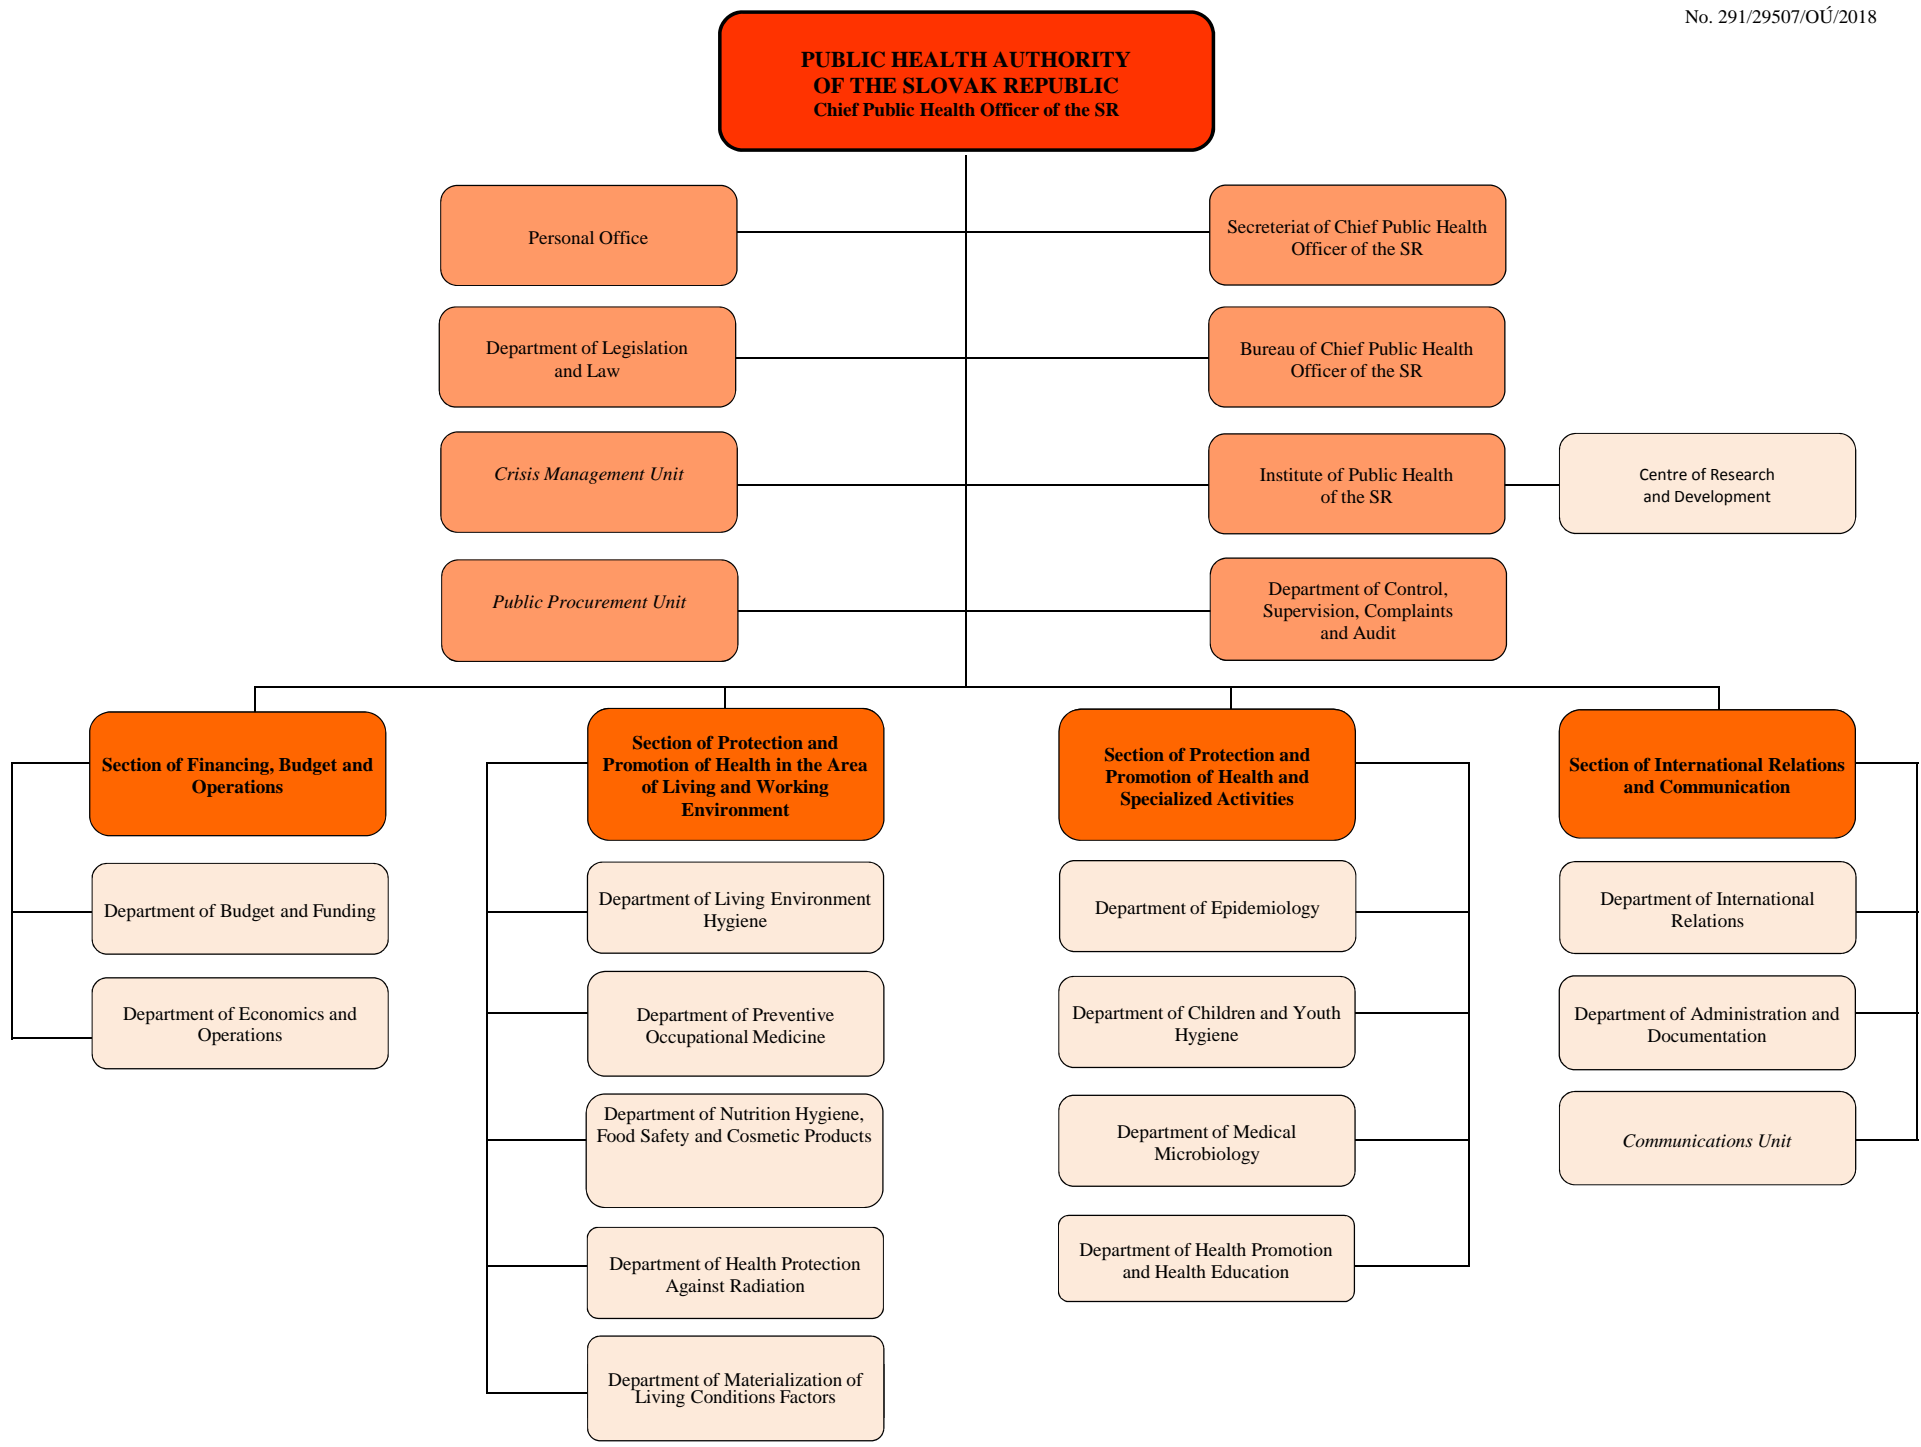 No. 291/29507/OÚ/2018
PUBLIC HEALTH AUTHORITY
OF THE SLOVAK REPUBLIC
Chief Public Health Officer of the SR
Personal Office
Secreteriat of Chief Public Health
Officer of the SR
Department of Legislation
and Law
Bureau of Chief Public Health
Officer of the SR
Crisis Management Unit
Institute of Public Health
of the SR
Centre of Research
and Development
Public Procurement Unit
Department of Control,
Supervision, Complaints
and Audit
Section of Financing, Budget and
Operations
Section of Protection and
Promotion of Health in the Area
of Living and Working
Environment
Section of Protection and
Promotion of Health and
Specialized Activities
Section of International Relations
and Communication
Department of Budget and Funding
Department of Living Environment
Hygiene
Department of Epidemiology
Department of International
Relations
Department of Economics and
Operations
Department of Preventive
Occupational Medicine
Department of Children and Youth
Hygiene
Department of Administration and
Documentation
Department of Nutrition Hygiene,
Food Safety and Cosmetic Products
Department of Medical
Microbiology
Communications Unit
Department of Health Protection
Against Radiation
Department of Health Promotion
and Health Education
Department of Materialization of
Living Conditions Factors